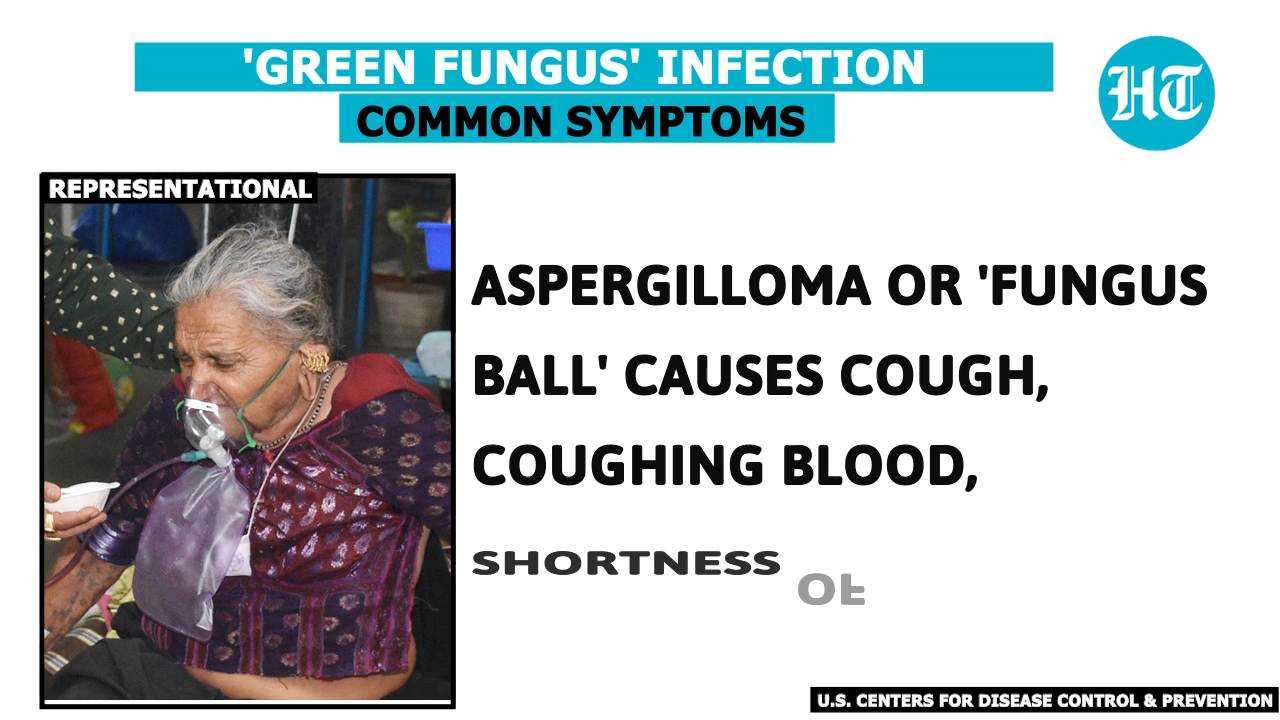 'GREEN FUNGUS' INFECTION
COMMON SYMPTOMS
HT
REPRESENTATIONAL
ASPERGILLOMA OR 'FUNGUS
BALL' CAUSES COUGH,
COUGHING BLOOD,
SHORTNESS OF
U.S. CENTERS FOR DISEASE CONTROL & PREVENTION